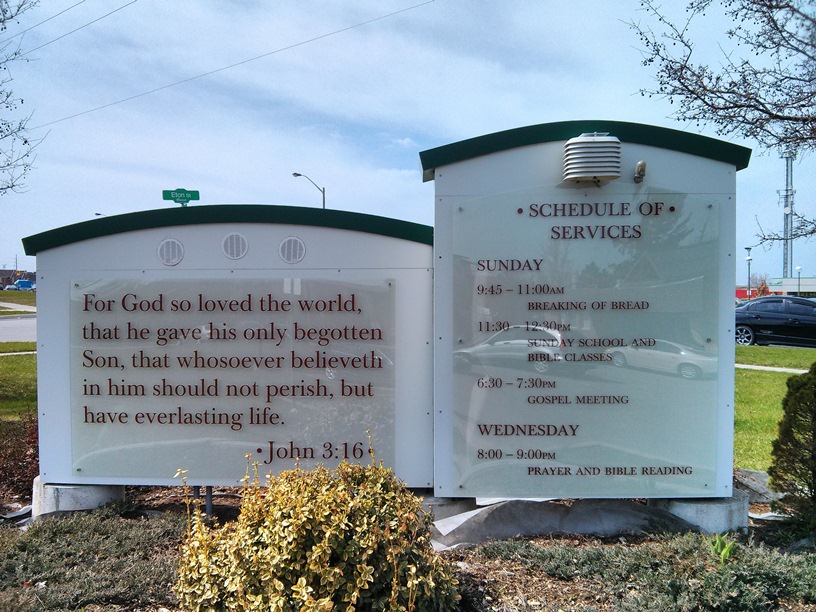 Eton St
For God so loved the world,
that he gave his only begotten
Son, that whosoever believeth
in him should not perish, but
have everlasting life.
• John 3:16 •
• SCHEDULE OF •
SERVICES
SUNDAY
9:45 – 11:00AM
BREAKING OF BREAD
11:30 – 12:30PM
SUNDAY SCHOOL AND
BIBLE CLASSES
6:30 – 7:30PM
GOSPEL MEETING
WEDNESDAY
8:00 – 9:00PM
PRAYER AND BIBLE READING